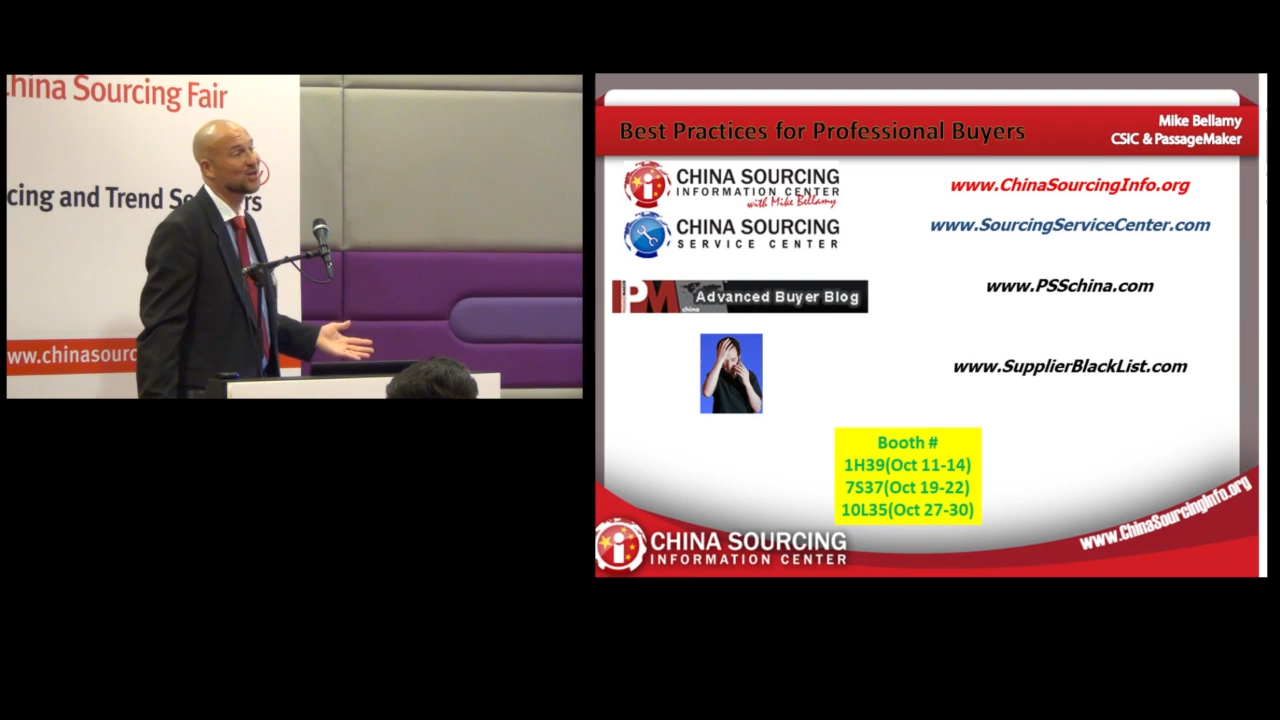 China Sourcing Fair
cing and Trend Se rs
www.chinasourc
Best Practices for Professional Buyers
Mike Bellamy
CSIC & PassageMaker
CHINA SOURCING
INFORMATION CENTER
with Mike Bellamy
www.ChinaSourcingInfo.org
CHINA SOURCING
SERVICE CENTER
www.SourcingServiceCenter.com
PM
china
Advanced Buyer Blog
www.PSSchina.com
www.SupplierBlackList.com
Booth #
1H39(Oct 11-14)
7S37(Oct 19-22)
10L35(Oct 27-30)
CHINA SOURCING
INFORMATION CENTER
www.ChinaSourcingInfo.org